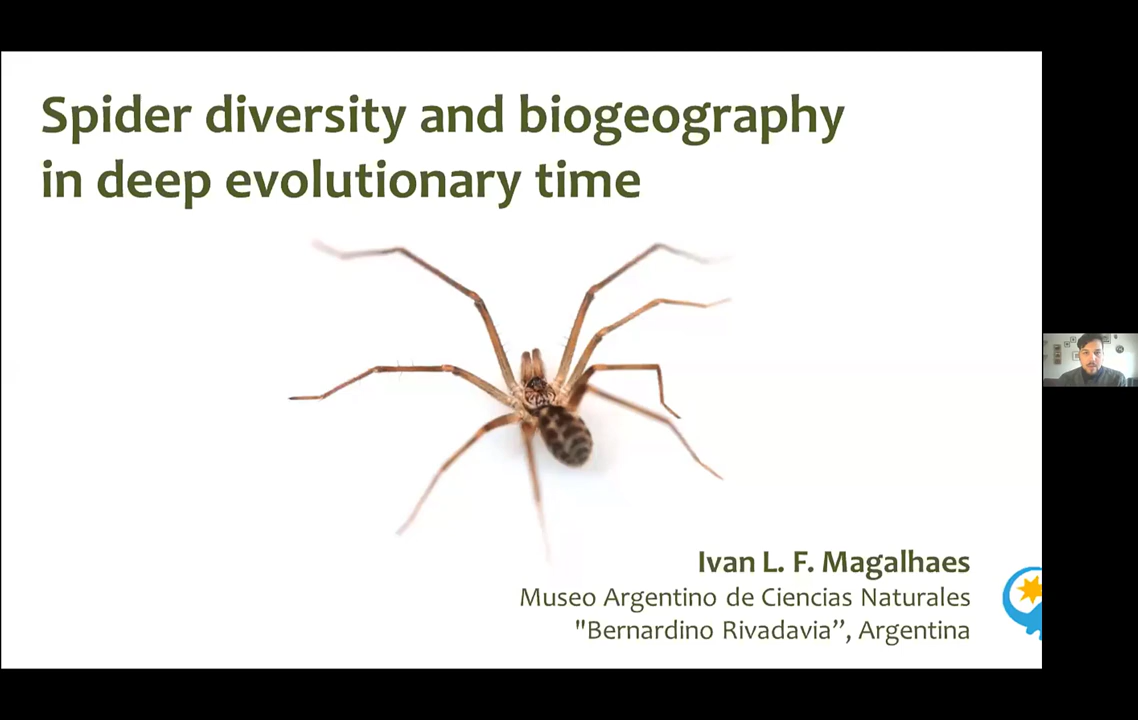 Spider diversity and biogeography
in deep evolutionary time
Ivan L. F. Magalhaes
Museo Argentino de Ciencias Naturales
"Bernardino Rivadavia”, Argentina